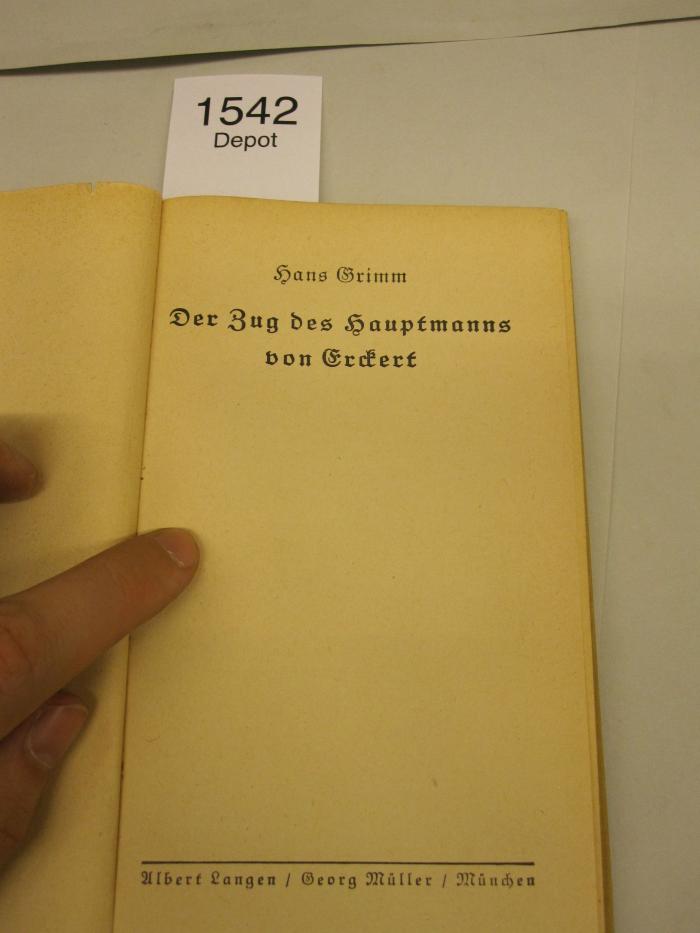 1542
Depot
Hans Grimm
Der Zug des Hauptmanns
von Erckert
Albert Langen / Georg Müller / München